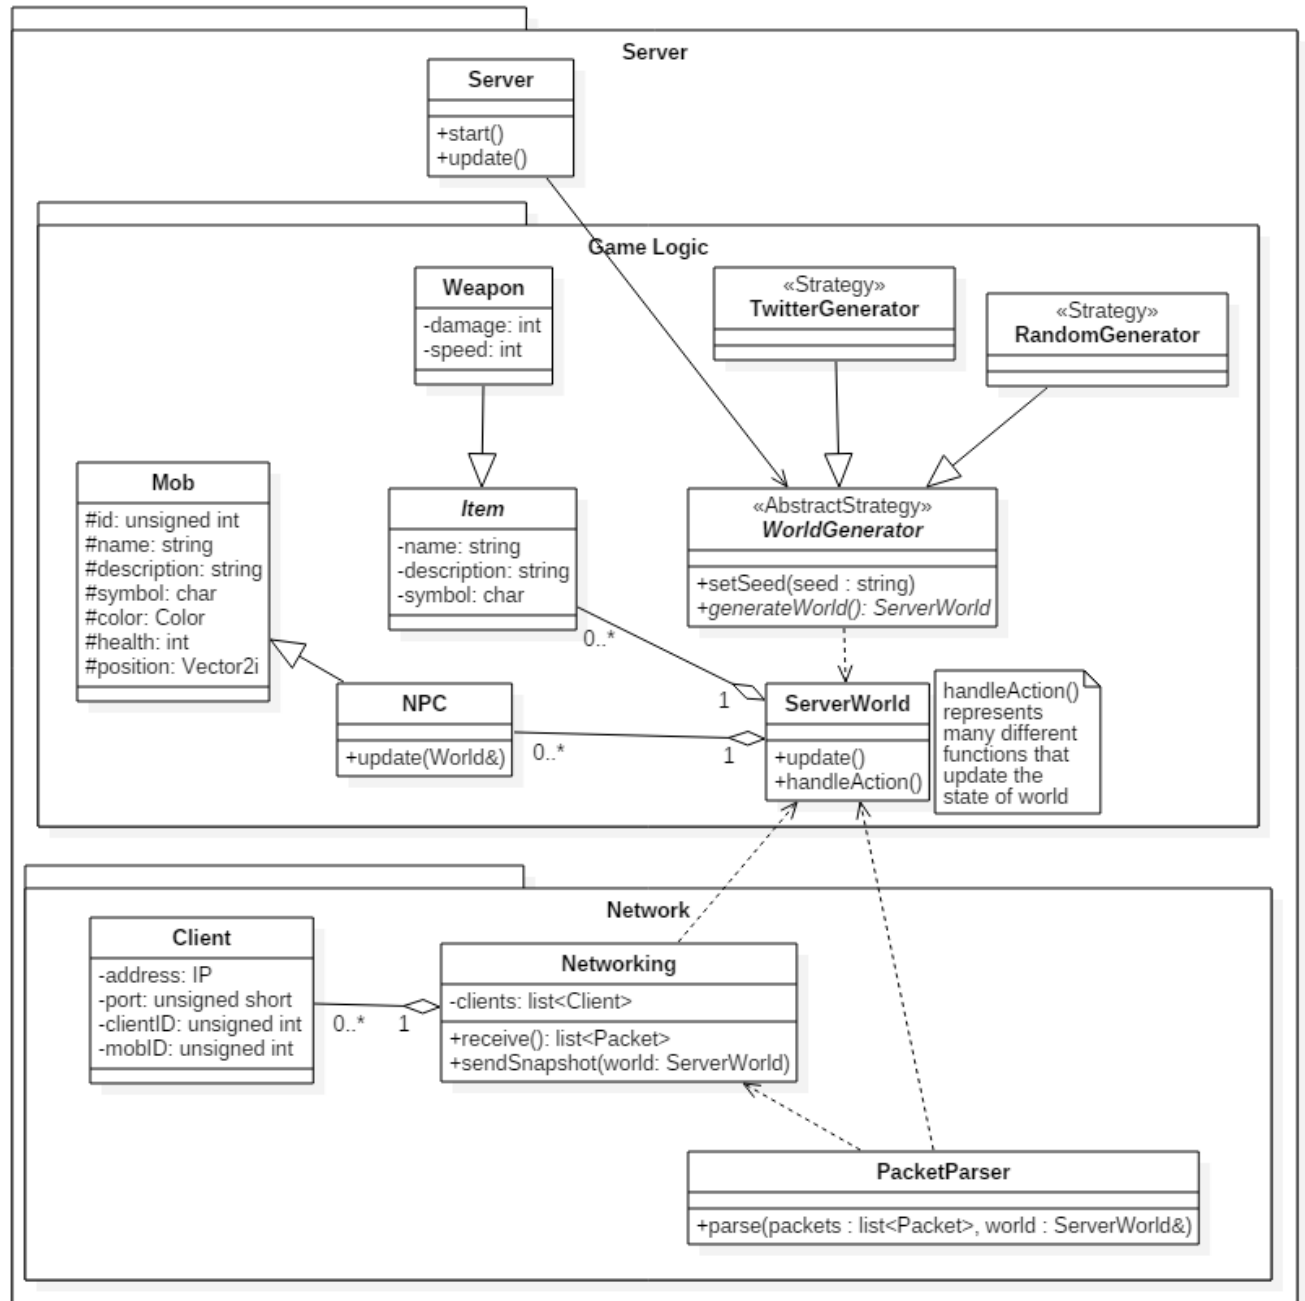 Server
Server
+start()
+update()
Game Logic
Weapon
-damage: int
-speed: int
«Strategy»
TwitterGenerator
«Strategy»
RandomGenerator
Mob
#id: unsigned int
#name: string
#description: string
#symbol: char
#color: Color
#health: int
#position: Vector2i
Item
-name: string
-description: string
-symbol: char
«AbstractStrategy»
WorldGenerator
+setSeed(seed : string)
+generateWorld(): ServerWorld
0..*
1
NPC
+update(World&)
0..*
1
ServerWorld
+update()
+handleAction()
handleAction()
represents
many different
functions that
update the
state of world
Network
Client
-address: IP
-port: unsigned short
-clientID: unsigned int
-mobID: unsigned int
0..*
1
Networking
-clients: list<Client>
+receive(): list<Packet>
+sendSnapshot(world: ServerWorld)
PacketParser
+parse(packets : list<Packet>, world : ServerWorld&)